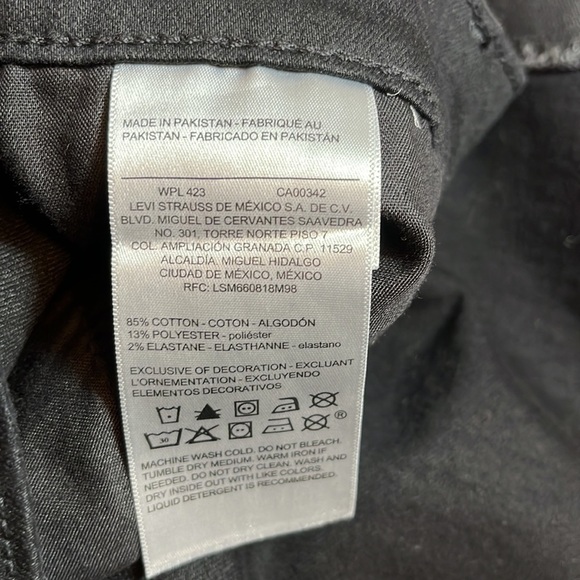 MADE IN PAKISTAN - FABRIQUÉ AU
PAKISTAN - FABRICADO EN PAKISTÁN
WPL 423 CA00342
LEVI STRAUSS DE MÉXICO S.A. DE C.V.
BLVD. MIGUEL DE CERVANTES SAAVEDRA
NO. 301, TORRE NORTE PISO 7
COL. AMPLIACIÓN GRANADA C.P. 11529
ALCALDÍA. MIGUEL HIDALGO
CIUDAD DE MÉXICO, MÉXICO
RFC: LSM660818M98
85% COTTON - COTON - ALGODÓN
13% POLYESTER - poliéster
2% ELASTANE - ELASTHANNE - elastano
EXCLUSIVE OF DECORATION - EXCLUANT
L'ORNEMENTATION - EXCLUYENDO
ELEMENTOS DECORATIVOS
30 ®
MACHINE WASH COLD. DO NOT BLEACH.
TUMBLE DRY MEDIUM. WARM IRON IF
NEEDED. DO NOT DRY CLEAN. WASH AND
DRY INSIDE OUT WITH LIKE COLORS.
LIQUID DETERGENT IS RECOMMENDED.